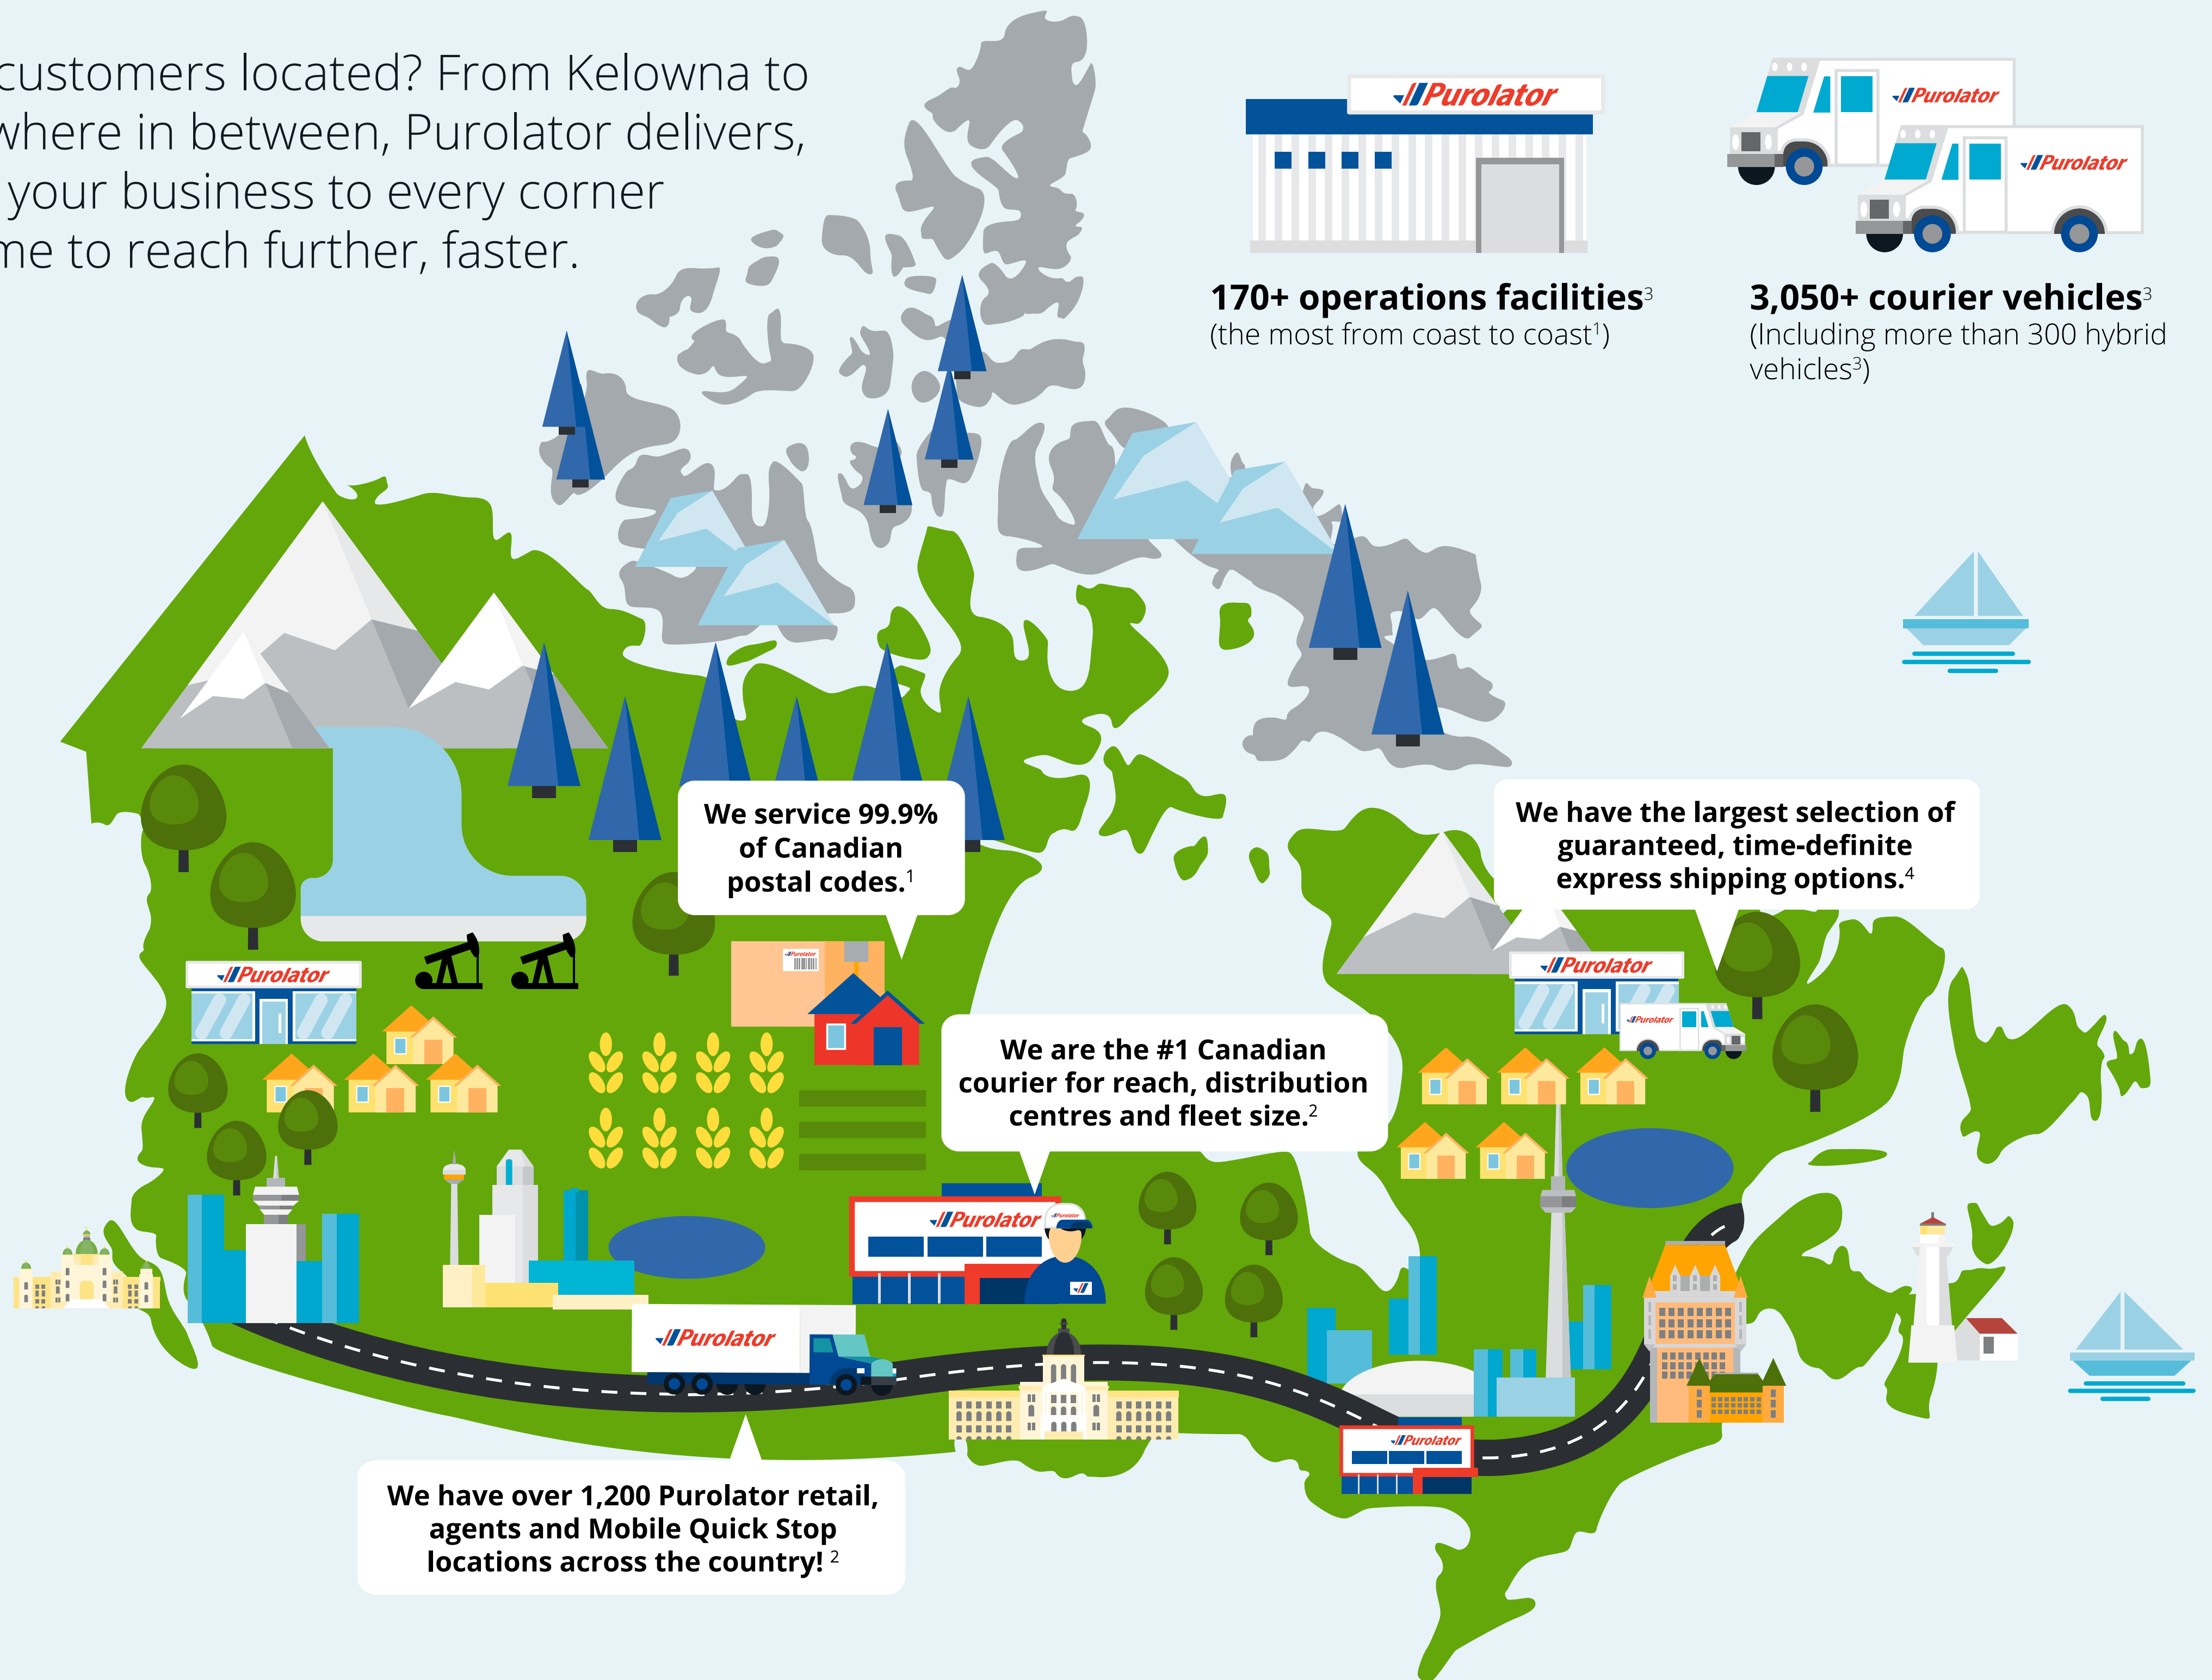 customers located? From Kelowna to
where in between, Purolator delivers,
your business to every corner
me to reach further, faster.
Purolator
Purolator
Purolator
170+ operations facilities³
(the most from coast to coast¹)
3,050+ courier vehicles³
(Including more than 300 hybrid
vehicles³)
We service 99.9%
of Canadian
postal codes.¹
We have the largest selection of
guaranteed, time-definite
express shipping options.⁴
Purolator
Purolator
Purolator
Purolator
We are the #1 Canadian
courier for reach, distribution
centres and fleet size.²
Purolator
Purolator
Purolator
Purolator
We have over 1,200 Purolator retail,
agents and Mobile Quick Stop
locations across the country! ²